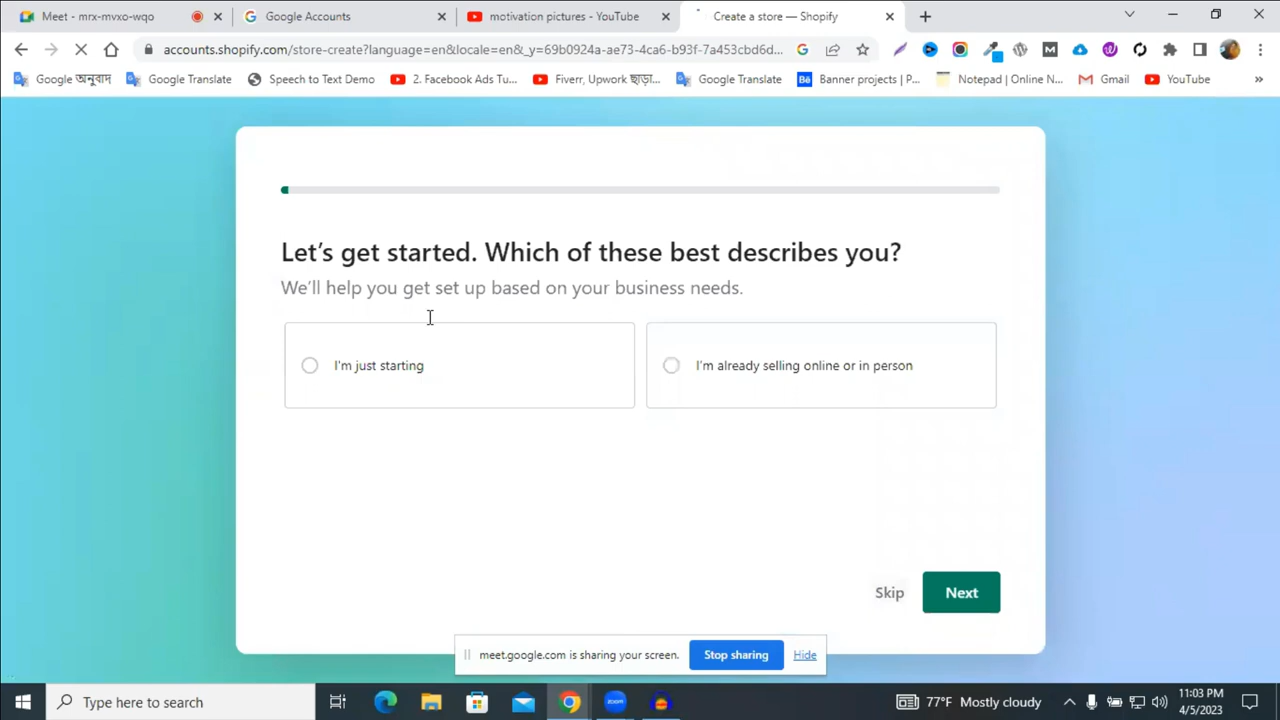 Meet - mrx-mvxo-wqo
Google Accounts
motivation pictures - YouTube
Create a store — Shopify
accounts.shopify.com/store-create?language=en&locale=en&_y=69b0924a-ae73-4ca6-b93f-7a453cbd6d...
Google অনুবাদ
Google Translate
Speech to Text Demo
2. Facebook Ads Tu...
Fiverr, Upwork ছাড়া...
Google Translate
Banner projects | P...
Notepad | Online N...
Gmail
YouTube
Let's get started. Which of these best describes you?
We'll help you get set up based on your business needs.
I'm just starting
I'm already selling online or in person
Skip
Next
meet.google.com is sharing your screen.
Stop sharing
Hide
Type here to search
zoom
77°F Mostly cloudy
11:03 PM
4/5/2023